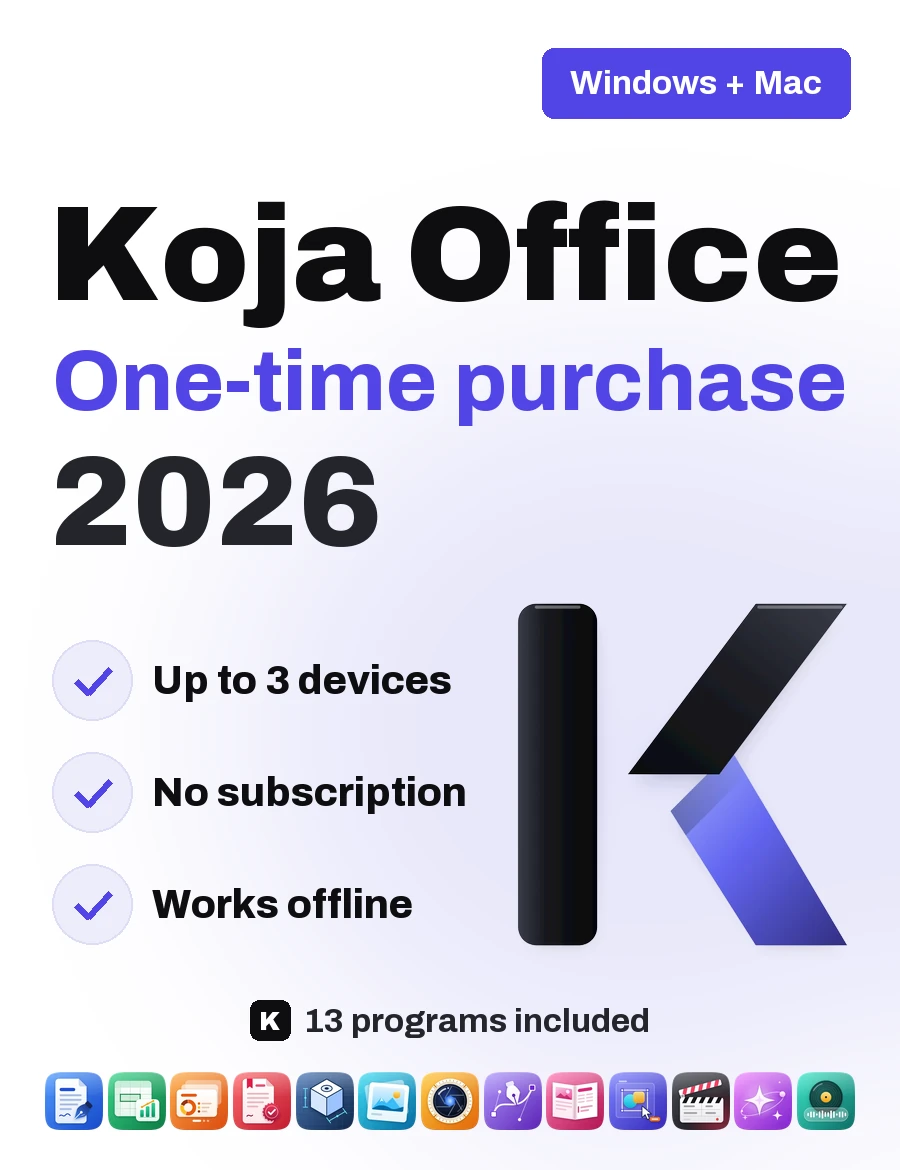 Windows + Mac
Koja Office
One-time purchase
2026
Up to 3 devices
No subscription
Works offline
K 13 programs included